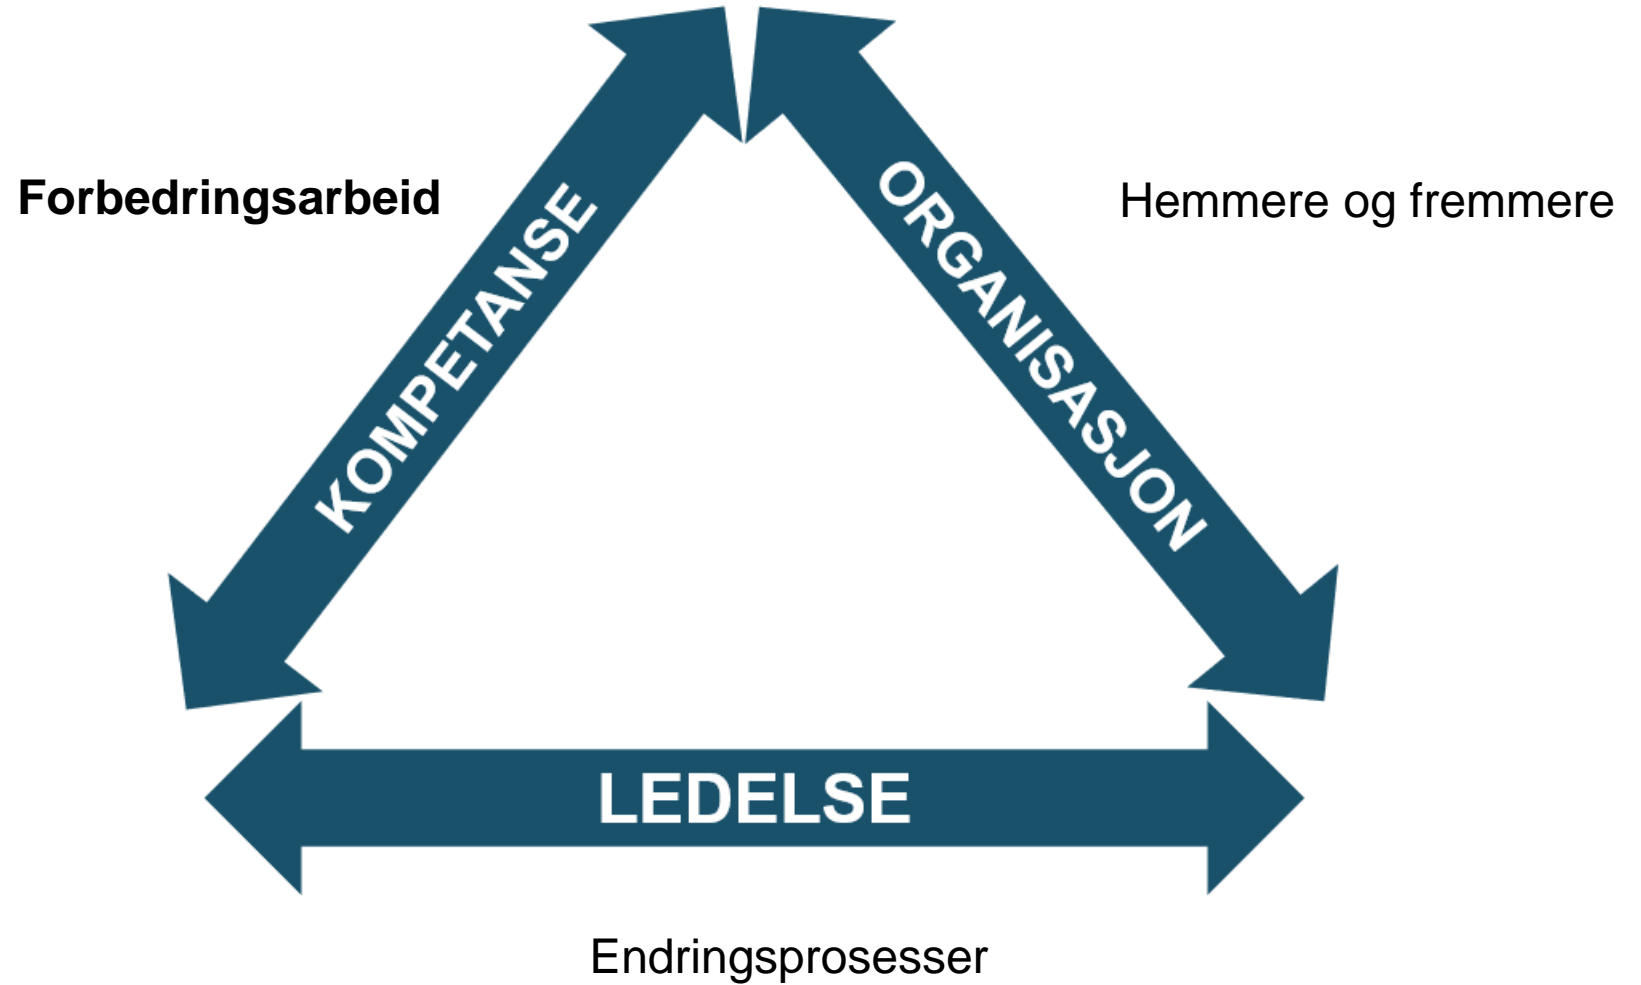 Forbedringsarbeid
KOMPETANSE
ORGANISASJON
Hemmere og fremmere
LEDELSE
Endringsprosesser